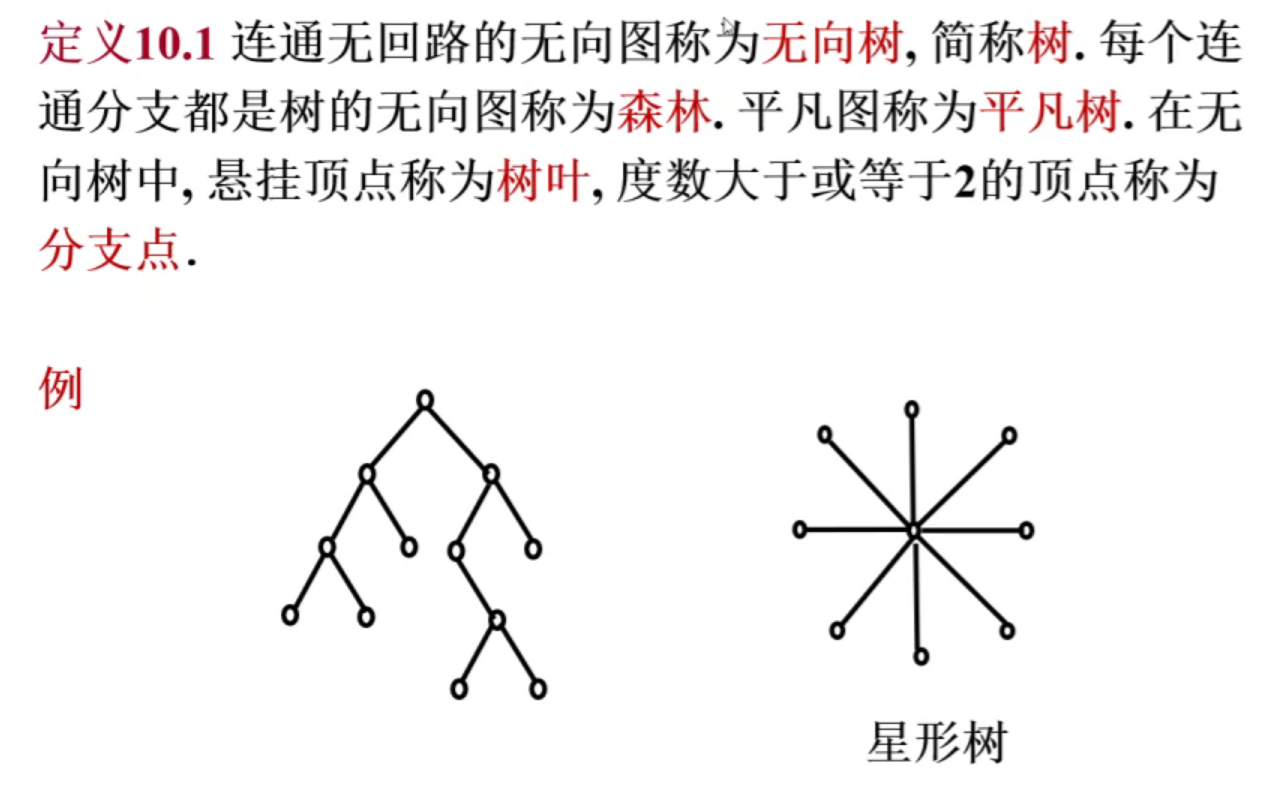 定义10.1 连通无回路的无向图称为无向树, 简称树. 每个连
通分支都是树的无向图称为森林. 平凡图称为平凡树. 在无
向树中, 悬挂顶点称为树叶, 度数大于或等于2的顶点称为
分支点.
例
星形树